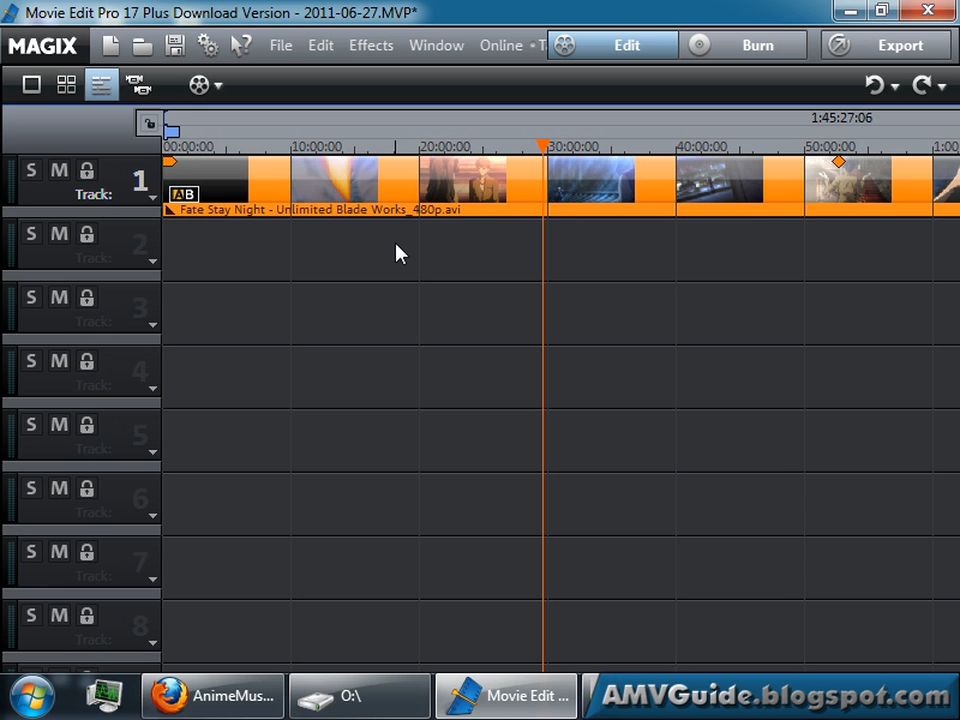 Movie Edit Pro 17 Plus Download Version - 2011-06-27.MVP*
MAGIX File Edit Effects Window Online • T Edit Burn Export
1:45:27:06
00:00:00 10:00:00 20:00:00 30:00:00 40:00:00 50:00:00 1:00
S M Track: 1
AB
Fate Stay Night - Unlimited Blade Works_480p.avi
S M Track: 2
S M Track: 3
S M Track: 4
S M Track: 5
S M Track: 6
S M Track: 7
S M Track: 8
AnimeMus... O:\ Movie Edit ... AMVGuide.blogspot.com